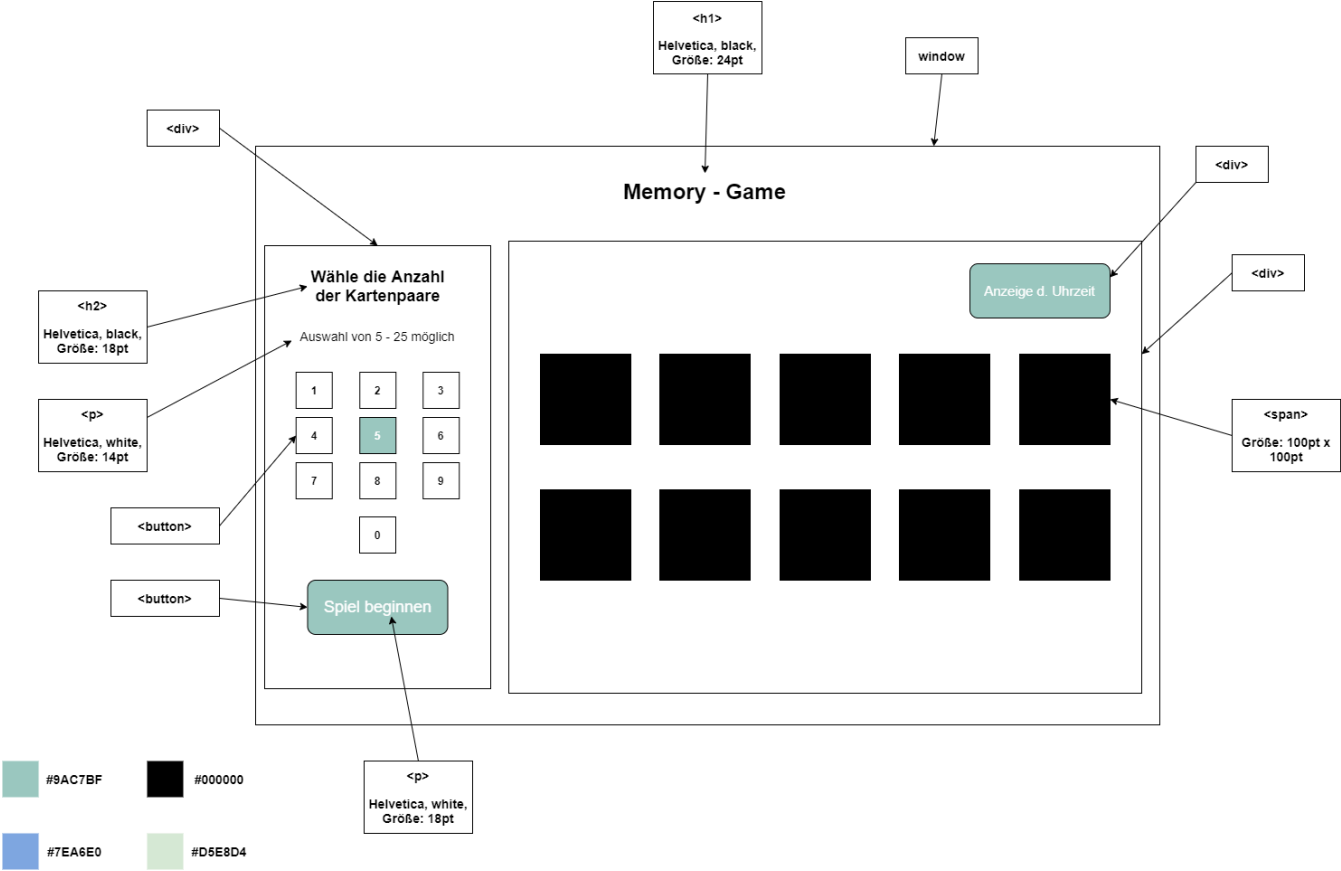 <h1>
Helvetica, black,
Größe: 24pt
window
<div>
<div>
Memory - Game
<div>
Wähle die Anzahl
der Kartenpaare
Anzeige d. Uhrzeit
<h2>
Helvetica, black,
Größe: 18pt
Auswahl von 5 - 25 möglich
1
2
3
<p>
Helvetica, white,
Größe: 14pt
4
5
6
<span>
Größe: 100pt x
100pt
7
8
9
<button>
0
<button>
Spiel beginnen
<p>
Helvetica, white,
Größe: 18pt
#9AC7BF
#000000
#7EA6E0
#D5E8D4